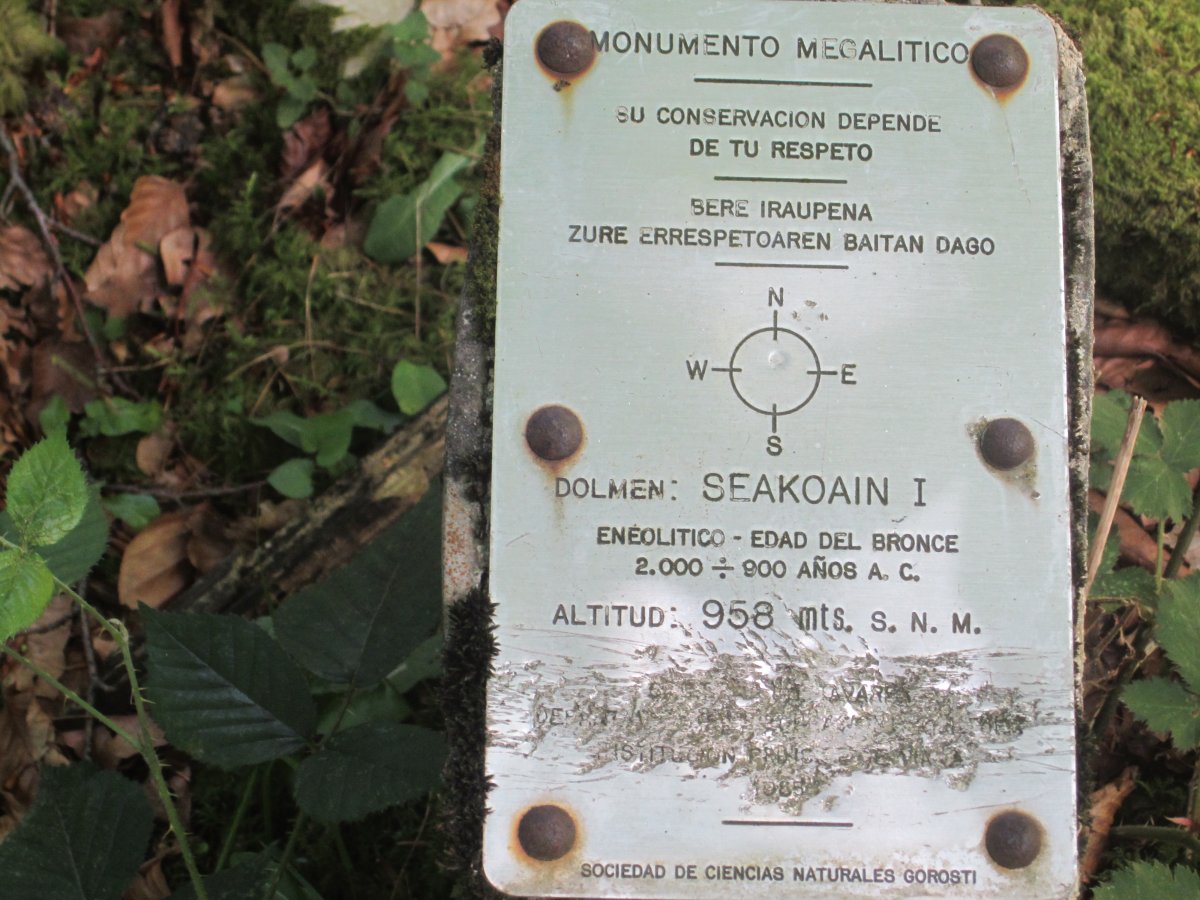 MONUMENTO MEGALITICO
SU CONSERVACION DEPENDE
DE TU RESPETO
BERE IRAUPENA
ZURE ERRESPETOAREN BAITAN DAGO
N
W E
S
DOLMEN: SEAKOAIN I
ENEOLITICO - EDAD DEL BRONCE
2.000 ÷ 900 AÑOS A. C.
ALTITUD: 958 mts. S. N. M.
SOCIEDAD DE CIENCIAS NATURALES GOROSTI